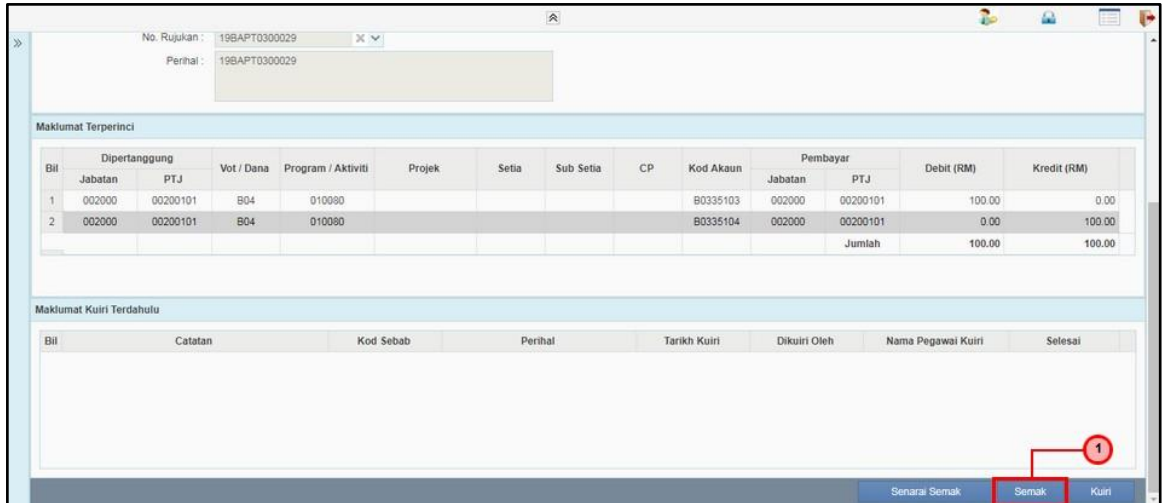 No. Rujukan : 19BAPT0300029
Perihal : 19BAPT0300029
Maklumat Terperinci
Bil Dipertanggung Vot / Dana Program / Aktiviti Projek Setia Sub Setia CP Kod Akaun Pembayar Debit (RM) Kredit (RM)
Jabatan PTJ Jabatan PTJ
1 002000 00200101 B04 010080 B0335103 002000 00200101 100.00 0.00
2 002000 00200101 B04 010080 B0335104 002000 00200101 0.00 100.00
Jumlah 100.00 100.00
Maklumat Kuiri Terdahulu
Bil Catatan Kod Sebab Perihal Tarikh Kuiri Dikuiri Oleh Nama Pegawai Kuiri Selesai
1
Senarai Semak Semak Kuiri